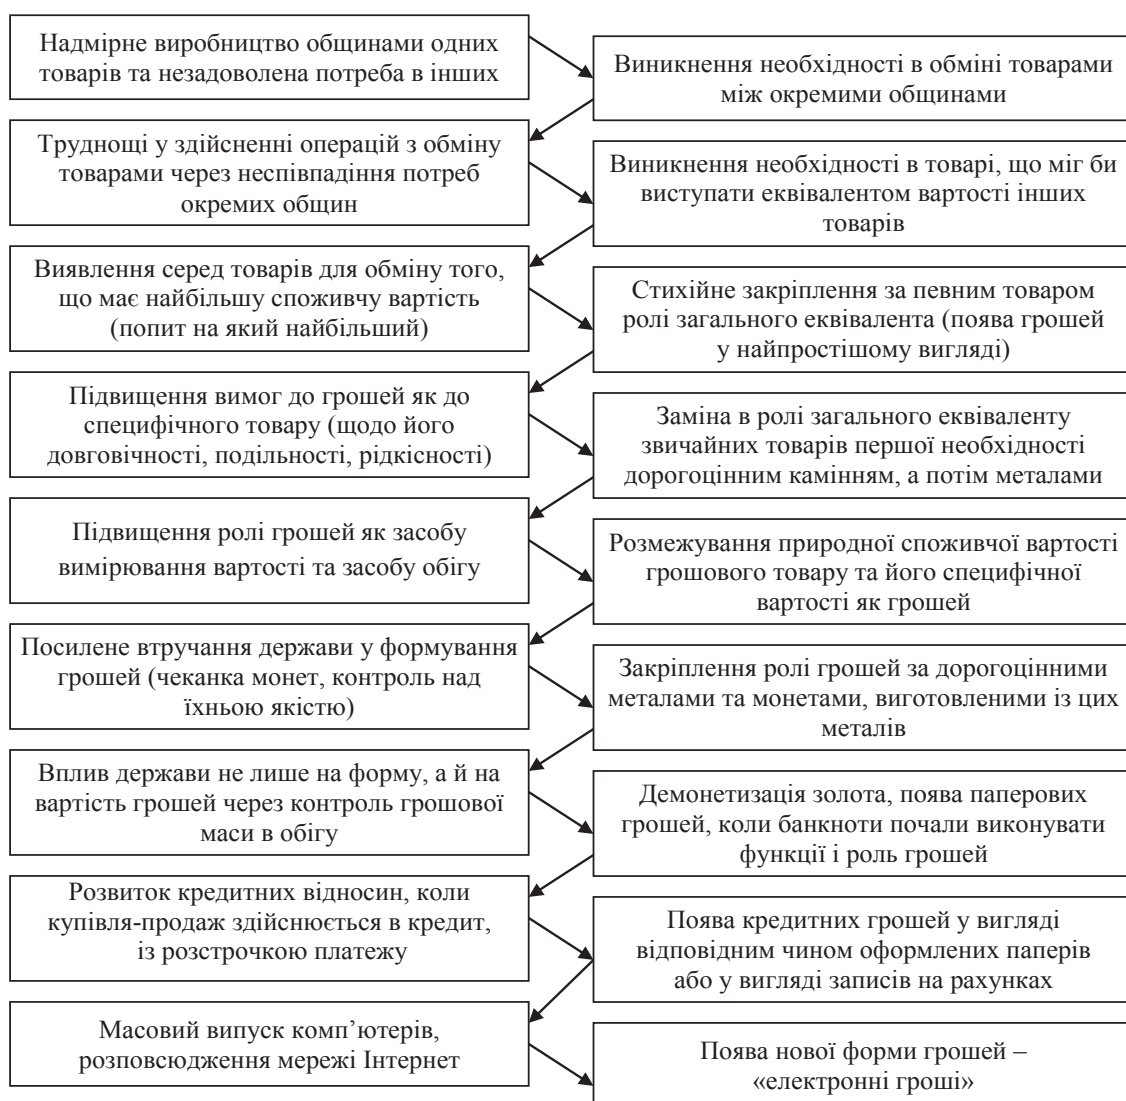 Надмірне виробництво общинами одних
товарів та незадоволена потреба в інших
Виникнення необхідності в обміні товарами
між окремими общинами
Труднощі у здійсненні операцій з обміну
товарами через неспівпадіння потреб
окремих общин
Виникнення необхідності в товарі, що міг би
виступати еквівалентом вартості інших
товарів
Виявлення серед товарів для обміну того,
що має найбільшу споживчу вартість
(попит на який найбільший)
Стихійне закріплення за певним товаром
ролі загального еквівалента (поява грошей
у найпростішому вигляді)
Підвищення вимог до грошей як до
специфічного товару (щодо його
довговічності, подільності, рідкісності)
Заміна в ролі загального еквіваленту
звичайних товарів першої необхідності
дорогоцінним камінням, а потім металами
Підвищення ролі грошей як засобу
вимірювання вартості та засобу обігу
Розмежування природної споживчої вартості
грошового товару та його специфічної
вартості як грошей
Посилене втручання держави у формування
грошей (чеканка монет, контроль над
їхньою якістю)
Закріплення ролі грошей за дорогоцінними
металами та монетами, виготовленими із цих
металів
Вплив держави не лише на форму, а й на
вартість грошей через контроль грошової
маси в обігу
Демонетизація золота, поява паперових
грошей, коли банкноти почали виконувати
функції і роль грошей
Розвиток кредитних відносин, коли
купівля-продаж здійснюється в кредит,
із розстрочкою платежу
Поява кредитних грошей у вигляді
відповідним чином оформлених паперів
або у вигляді записів на рахунках
Масовий випуск комп’ютерів,
розповсюдження мережі Інтернет
Поява нової форми грошей –
«електронні гроші»